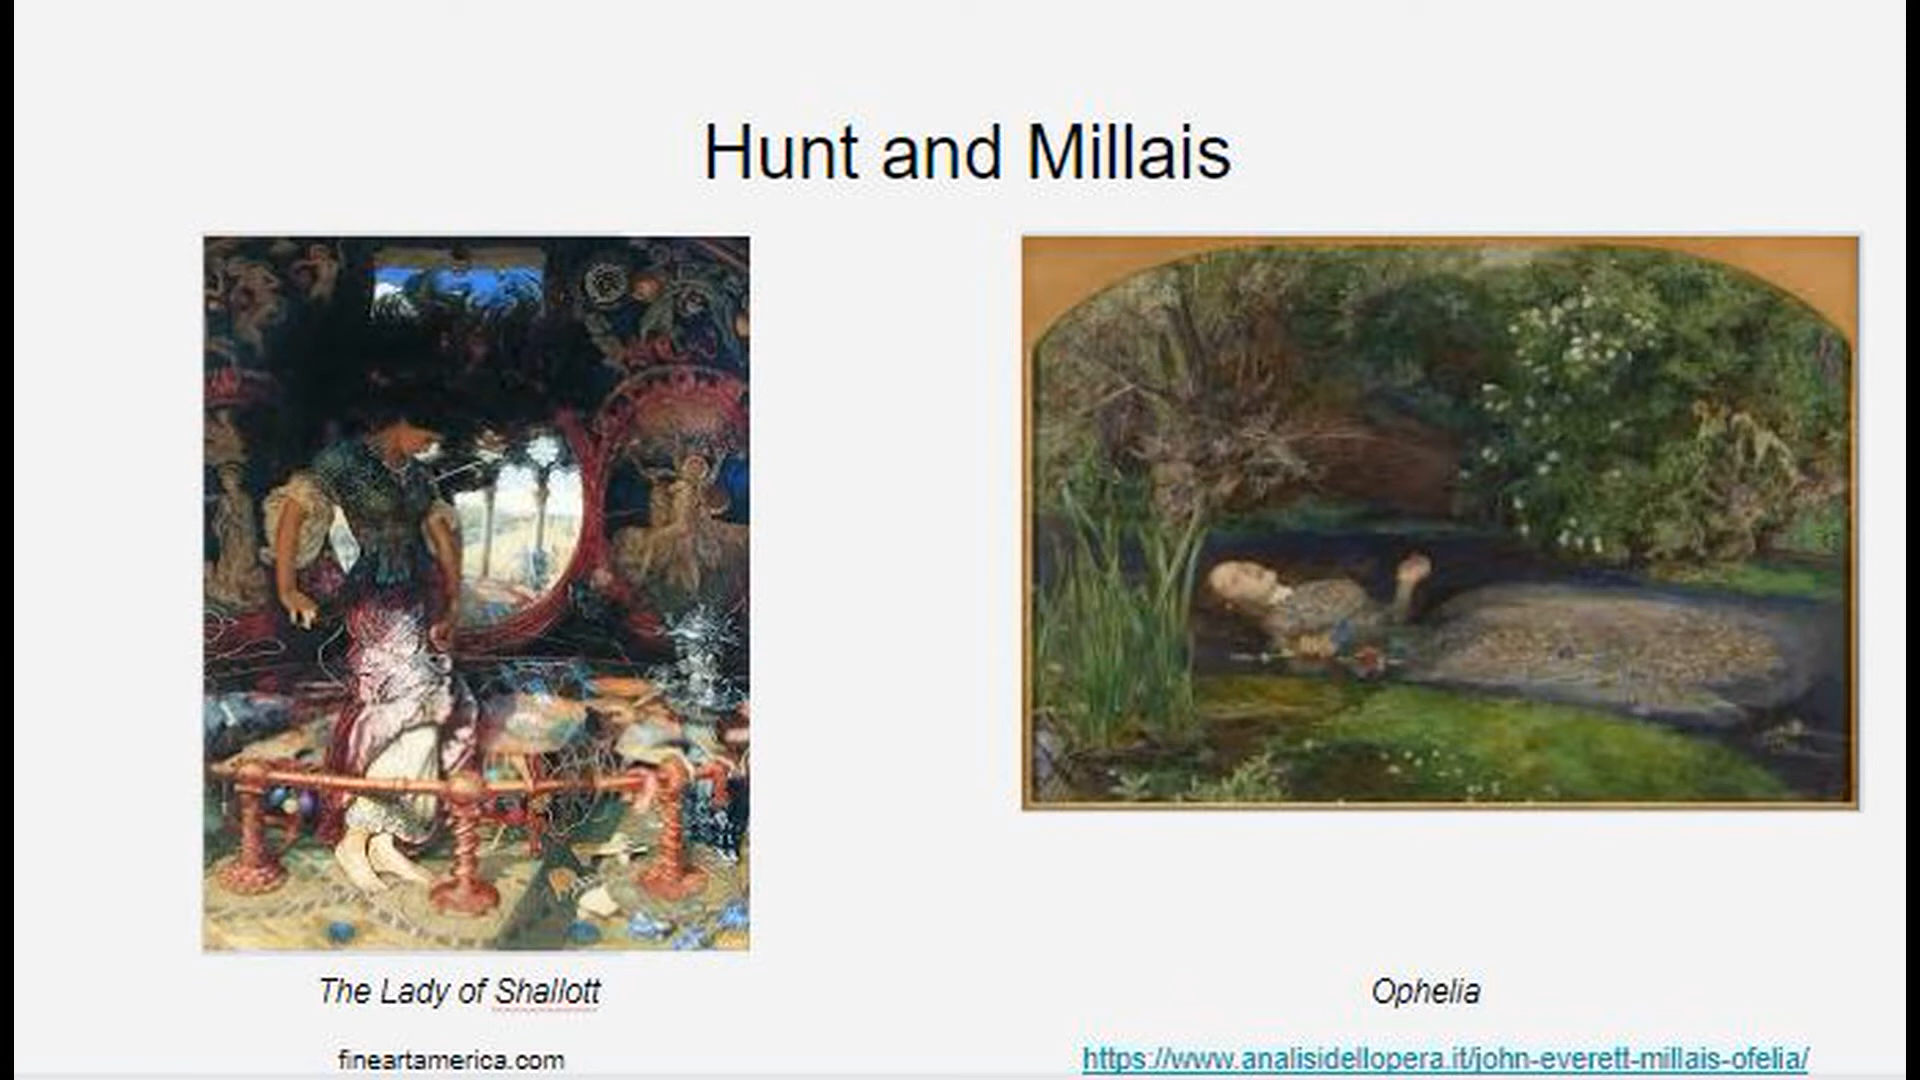 Hunt and Millais
The Lady of Shallott
Ophelia
fineartamerica.com
https://www.analisidellopera.it/john-everett-millais-ofelia/